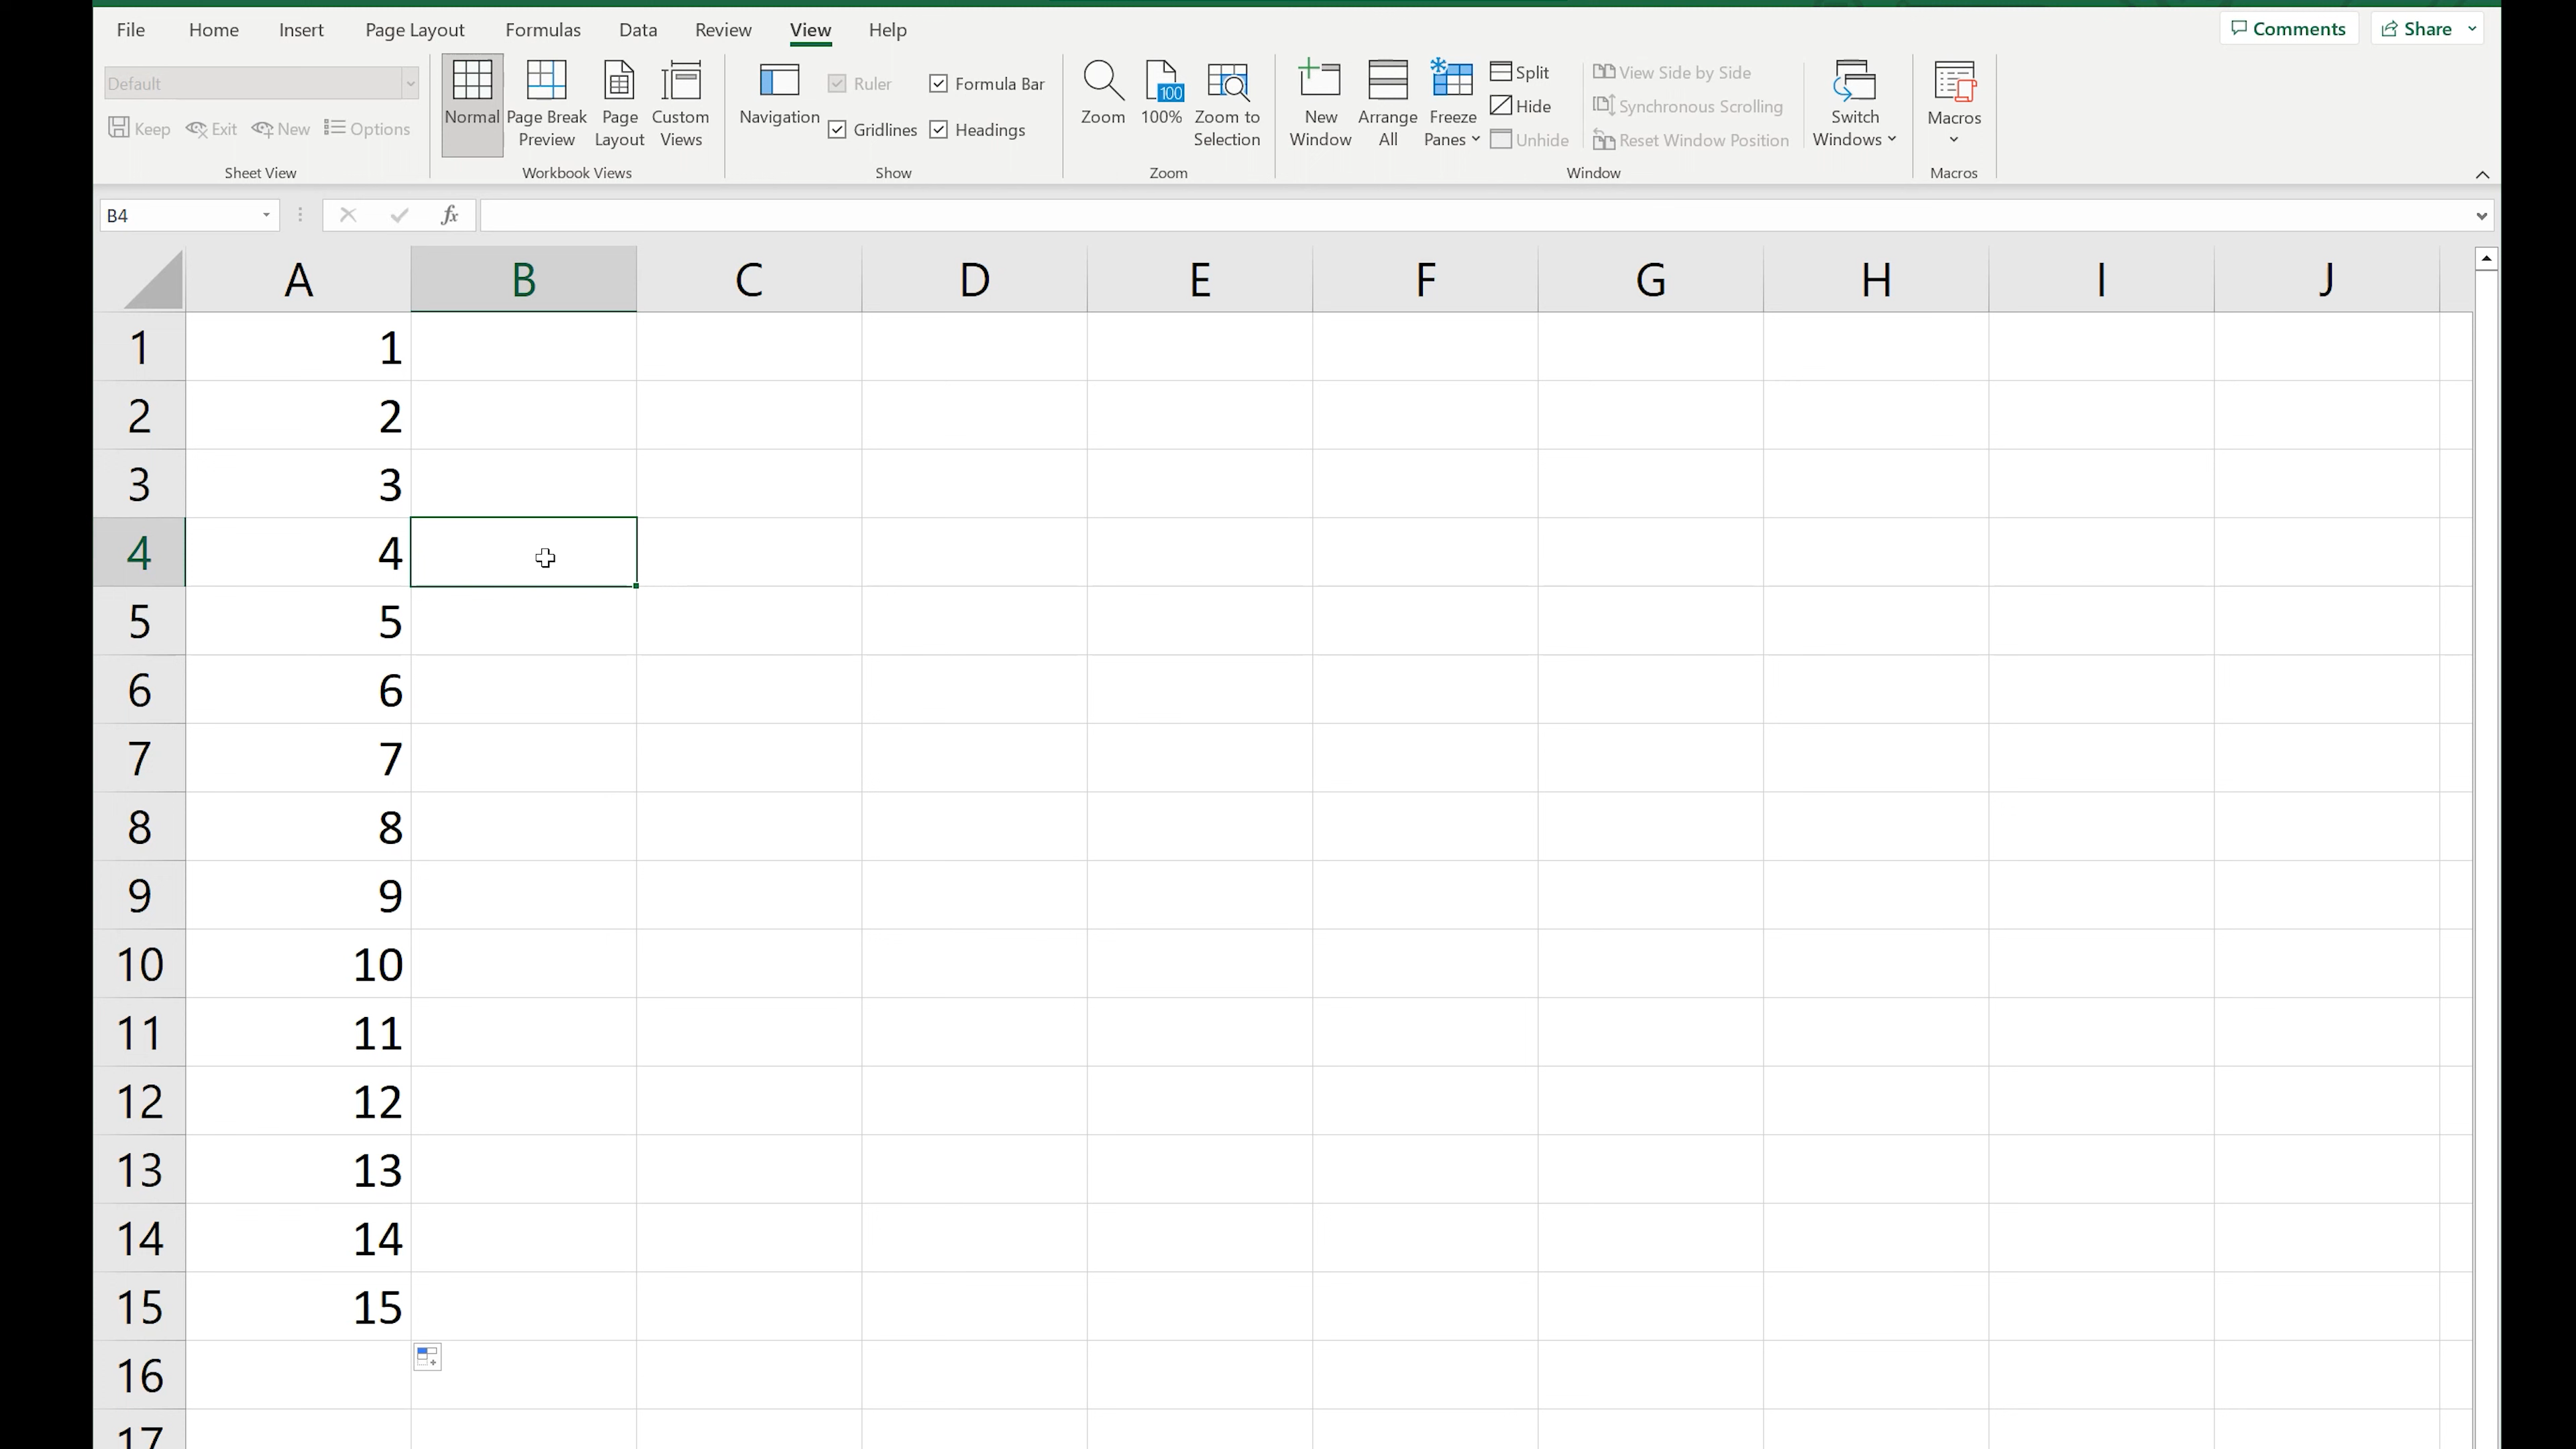 File Home Insert Page Layout Formulas Data Review View Help Comments Share
Default
Keep Exit New Options
Sheet View
Normal Page Break Preview Page Layout Custom Views
Workbook Views
Navigation Ruler Formula Bar
Gridlines Headings
Show
Zoom 100 100% Zoom to Selection
Zoom
New Window Arrange All Freeze Panes Split
Hide
Unhide
View Side by Side
Synchronous Scrolling
Reset Window Position
Switch Windows
Window
Macros
Macros
B4 fx
A B C D E F G H I J
1 1
2 2
3 3
4 4
5 5
6 6
7 7
8 8
9 9
10 10
11 11
12 12
13 13
14 14
15 15
16
17